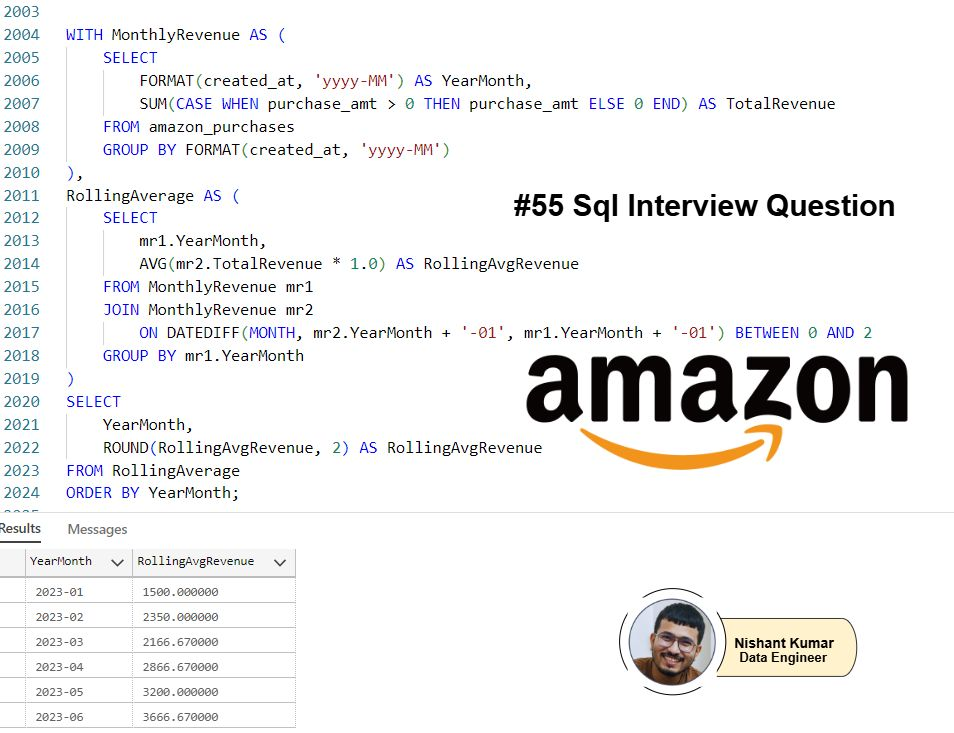 2003
2004 WITH MonthlyRevenue AS (
2005 SELECT
2006 FORMAT(created_at, 'yyyy-MM') AS YearMonth,
2007 SUM(CASE WHEN purchase_amt > 0 THEN purchase_amt ELSE 0 END) AS TotalRevenue
2008 FROM amazon_purchases
2009 GROUP BY FORMAT(created_at, 'yyyy-MM')
2010 ),
2011 RollingAverage AS (
#55 Sql Interview Question
2012 SELECT
2013 mr1.YearMonth,
2014 AVG(mr2.TotalRevenue * 1.0) AS RollingAvgRevenue
2015 FROM MonthlyRevenue mr1
2016 JOIN MonthlyRevenue mr2
2017 ON DATEDIFF(MONTH, mr2.YearMonth + '-01', mr1.YearMonth + '-01') BETWEEN 0 AND 2
2018 GROUP BY mr1.YearMonth
2019 )
amazon
2020 SELECT
2021 YearMonth,
2022 ROUND(RollingAvgRevenue, 2) AS RollingAvgRevenue
2023 FROM RollingAverage
2024 ORDER BY YearMonth;
Results Messages
YearMonth RollingAvgRevenue
2023-01 1500.000000
2023-02 2350.000000
2023-03 2166.670000
2023-04 2866.670000
2023-05 3200.000000
2023-06 3666.670000
Nishant Kumar
Data Engineer